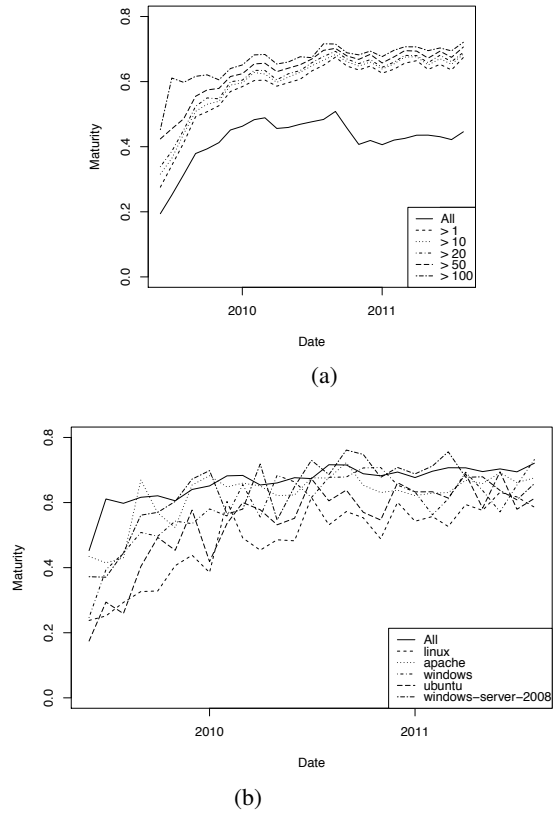 0.8
0.6
0.4
0.2
0.0
Maturity
All
> 1
> 10
> 20
> 50
> 100
2010
2011
Date
(a)
0.8
0.6
0.4
0.2
0.0
Maturity
All
linux
apache
windows
ubuntu
windows-server-2008
2010
2011
Date
(b)